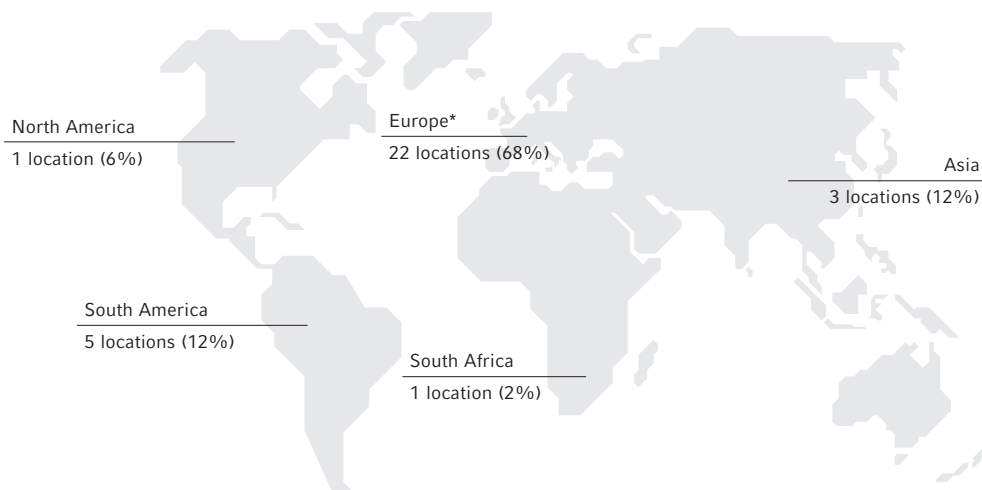 North America
1 location (6%)
Europe*
22 locations (68%)
Asia
3 locations (12%)
South America
5 locations (12%)
South Africa
1 location (2%)